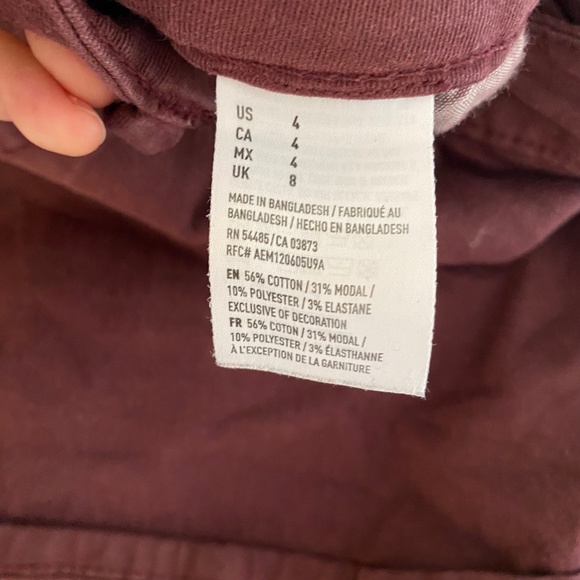 US 4
CA 4
MX 4
UK 8
MADE IN BANGLADESH / FABRIQUÉ AU
BANGLADESH / HECHO EN BANGLADESH
RN 54485 / CA 03873
RFC# AEM120605U9A
EN 56% COTTON / 31% MODAL /
10% POLYESTER / 3% ELASTANE
EXCLUSIVE OF DECORATION
FR 56% COTON / 31% MODAL /
10% POLYESTER / 3% ÉLASTHANNE
À L'EXCEPTION DE LA GARNITURE